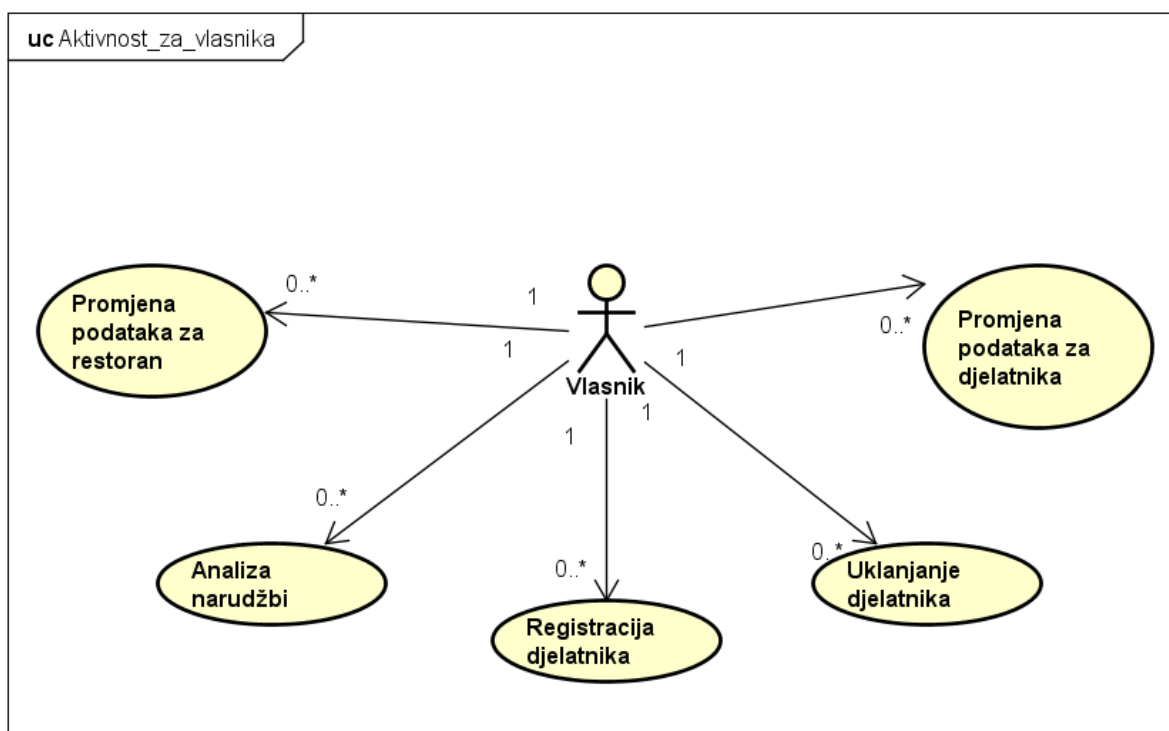 uc Aktivnost_za_vlasnika
Promjena
podataka za
restoran
0..*
1
1
Vlasnik
1
0..*
Promjena
podataka za
djelatnika
1
1
0..*
Analiza
narudžbi
0..*
Registracija
djelatnika
0..*
Uklanjanje
djelatnika